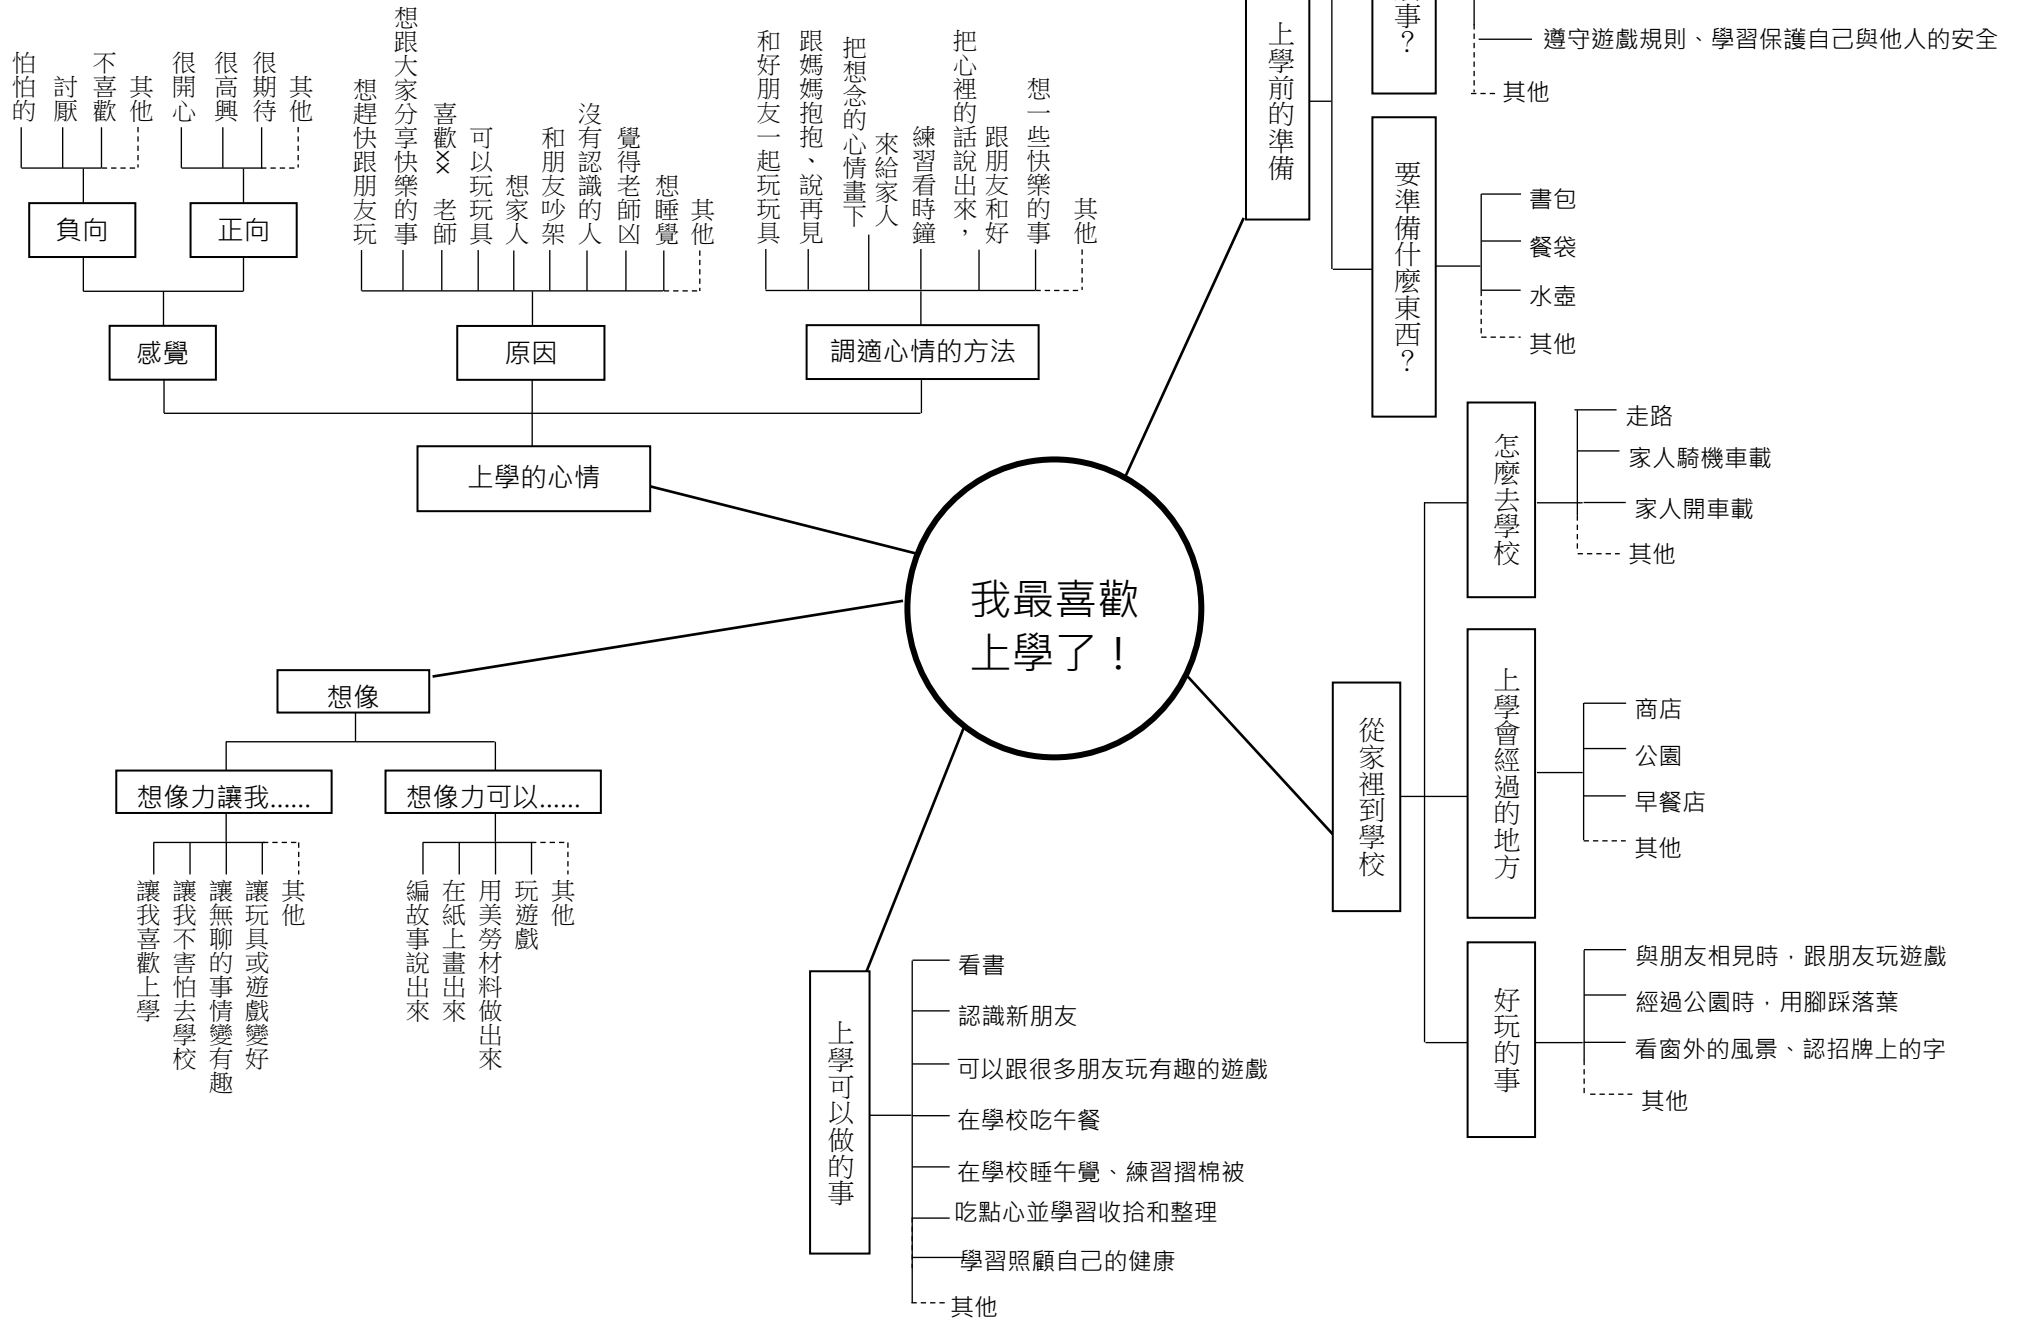 我最喜歡
上學了！
上學的心情
感覺
負向
怕怕的
討厭
不喜歡
其他
正向
很開心
很高興
很期待
其他
原因
想趕快跟朋友玩
想跟大家分享快樂的事
喜歡xx 老師
可以玩玩具
想家人
和朋友吵架
沒有認識的人
覺得老師凶
想睡覺
其他
調適心情的方法
和好朋友一起玩玩具
跟媽媽抱抱、說再見
把想念的心情畫下
來給家人
練習看時鐘
把心裡的話說出來，
跟朋友和好
想一些快樂的事
其他
上學前的準備
事？
遵守遊戲規則、學習保護自己與他人的安全
其他
要準備什麼東西？
書包
餐袋
水壺
其他
從家裡到學校
怎麼去學校
走路
家人騎機車載
家人開車載
其他
上學會經過的地方
商店
公園
早餐店
其他
好玩的事
與朋友相見時，跟朋友玩遊戲
經過公園時，用腳踩落葉
看窗外的風景、認招牌上的字
其他
上學可以做的事
看書
認識新朋友
可以跟很多朋友玩有趣的遊戲
在學校吃午餐
在學校睡午覺、練習摺棉被
吃點心並學習收拾和整理
學習照顧自己的健康
其他
想像
想像力讓我......
讓我喜歡上學
讓我不害怕去學校
讓無聊的事情變有趣
讓玩具或遊戲變好
其他
想像力可以......
編故事說出來
在紙上畫出來
用美勞材料做出來
玩遊戲
其他